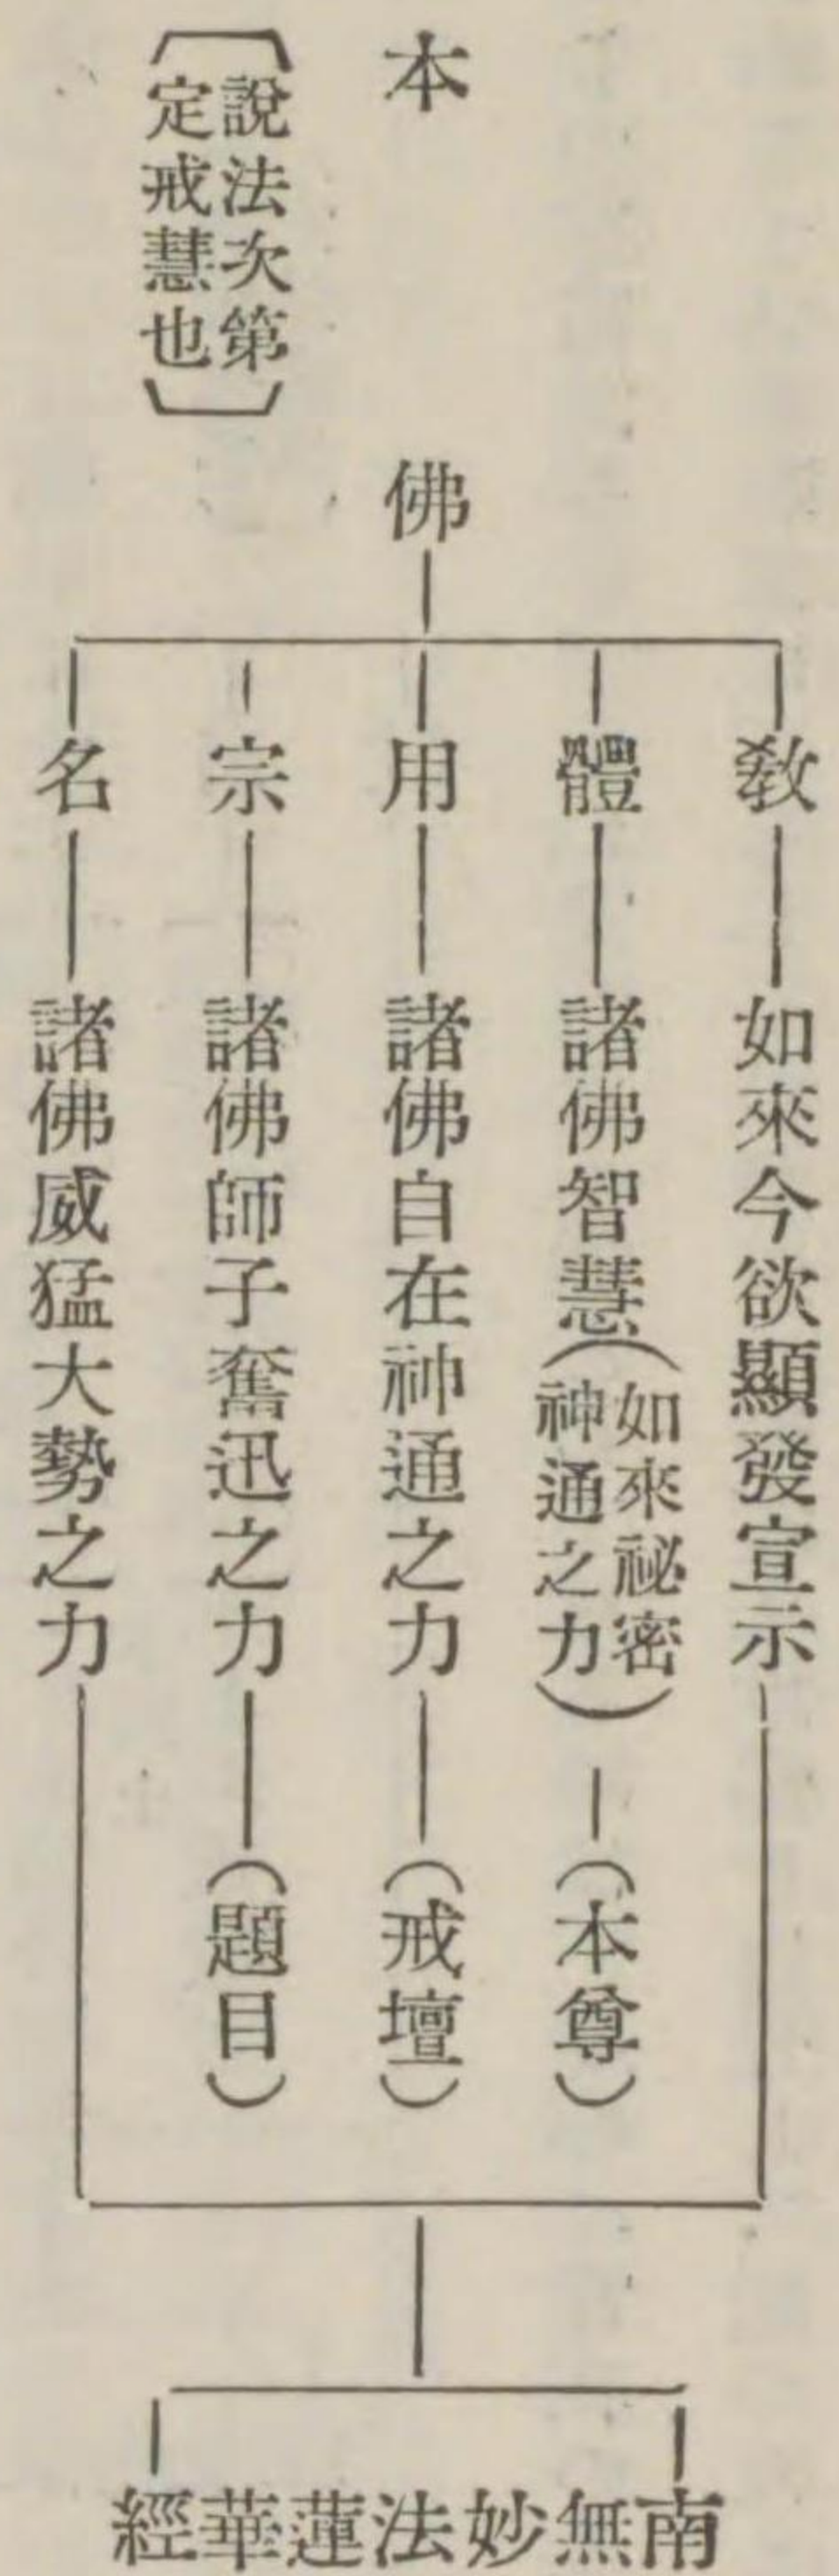 本佛
〔說法次第
定戒慧也〕
敎
如來今欲顯發宣示
體
諸佛智慧(如來祕密
神通之力)
(本尊)
用
諸佛自在神通之力
(戒壇)
宗
諸佛師子奮迅之力
(題目)
名
諸佛威猛大勢之力
南無妙法蓮華經